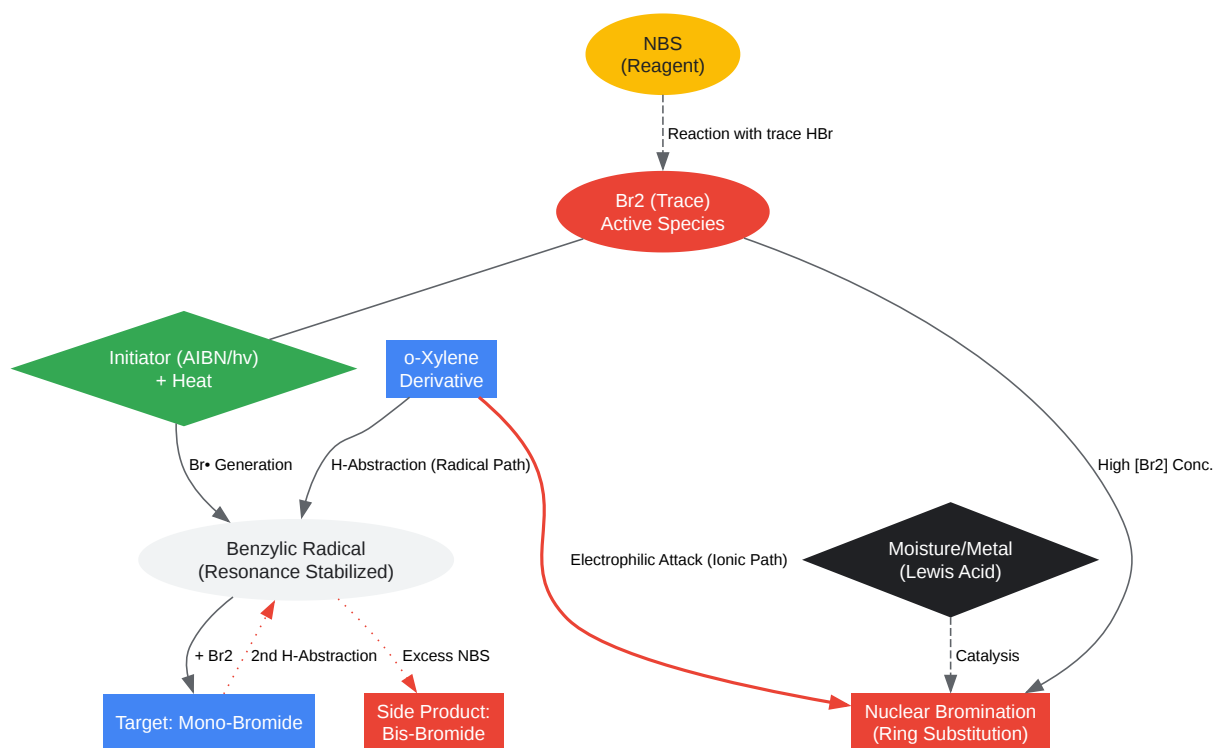 NBS
(Reagent)
Reaction with trace HBr
Br2 (Trace)
Active Species
Initiator (AIBN/hv)
+ Heat
o-Xylene
Derivative
Br• Generation
H-Abstraction (Radical Path)
High [Br2] Conc.
Benzylic Radical
(Resonance Stabilized)
Electrophilic Attack (Ionic Path)
Moisture/Metal
(Lewis Acid)
+ Br2
2nd H-Abstraction
Excess NBS
Catalysis
Target: Mono-Bromide
Side Product:
Bis-Bromide
Nuclear Bromination
(Ring Substitution)